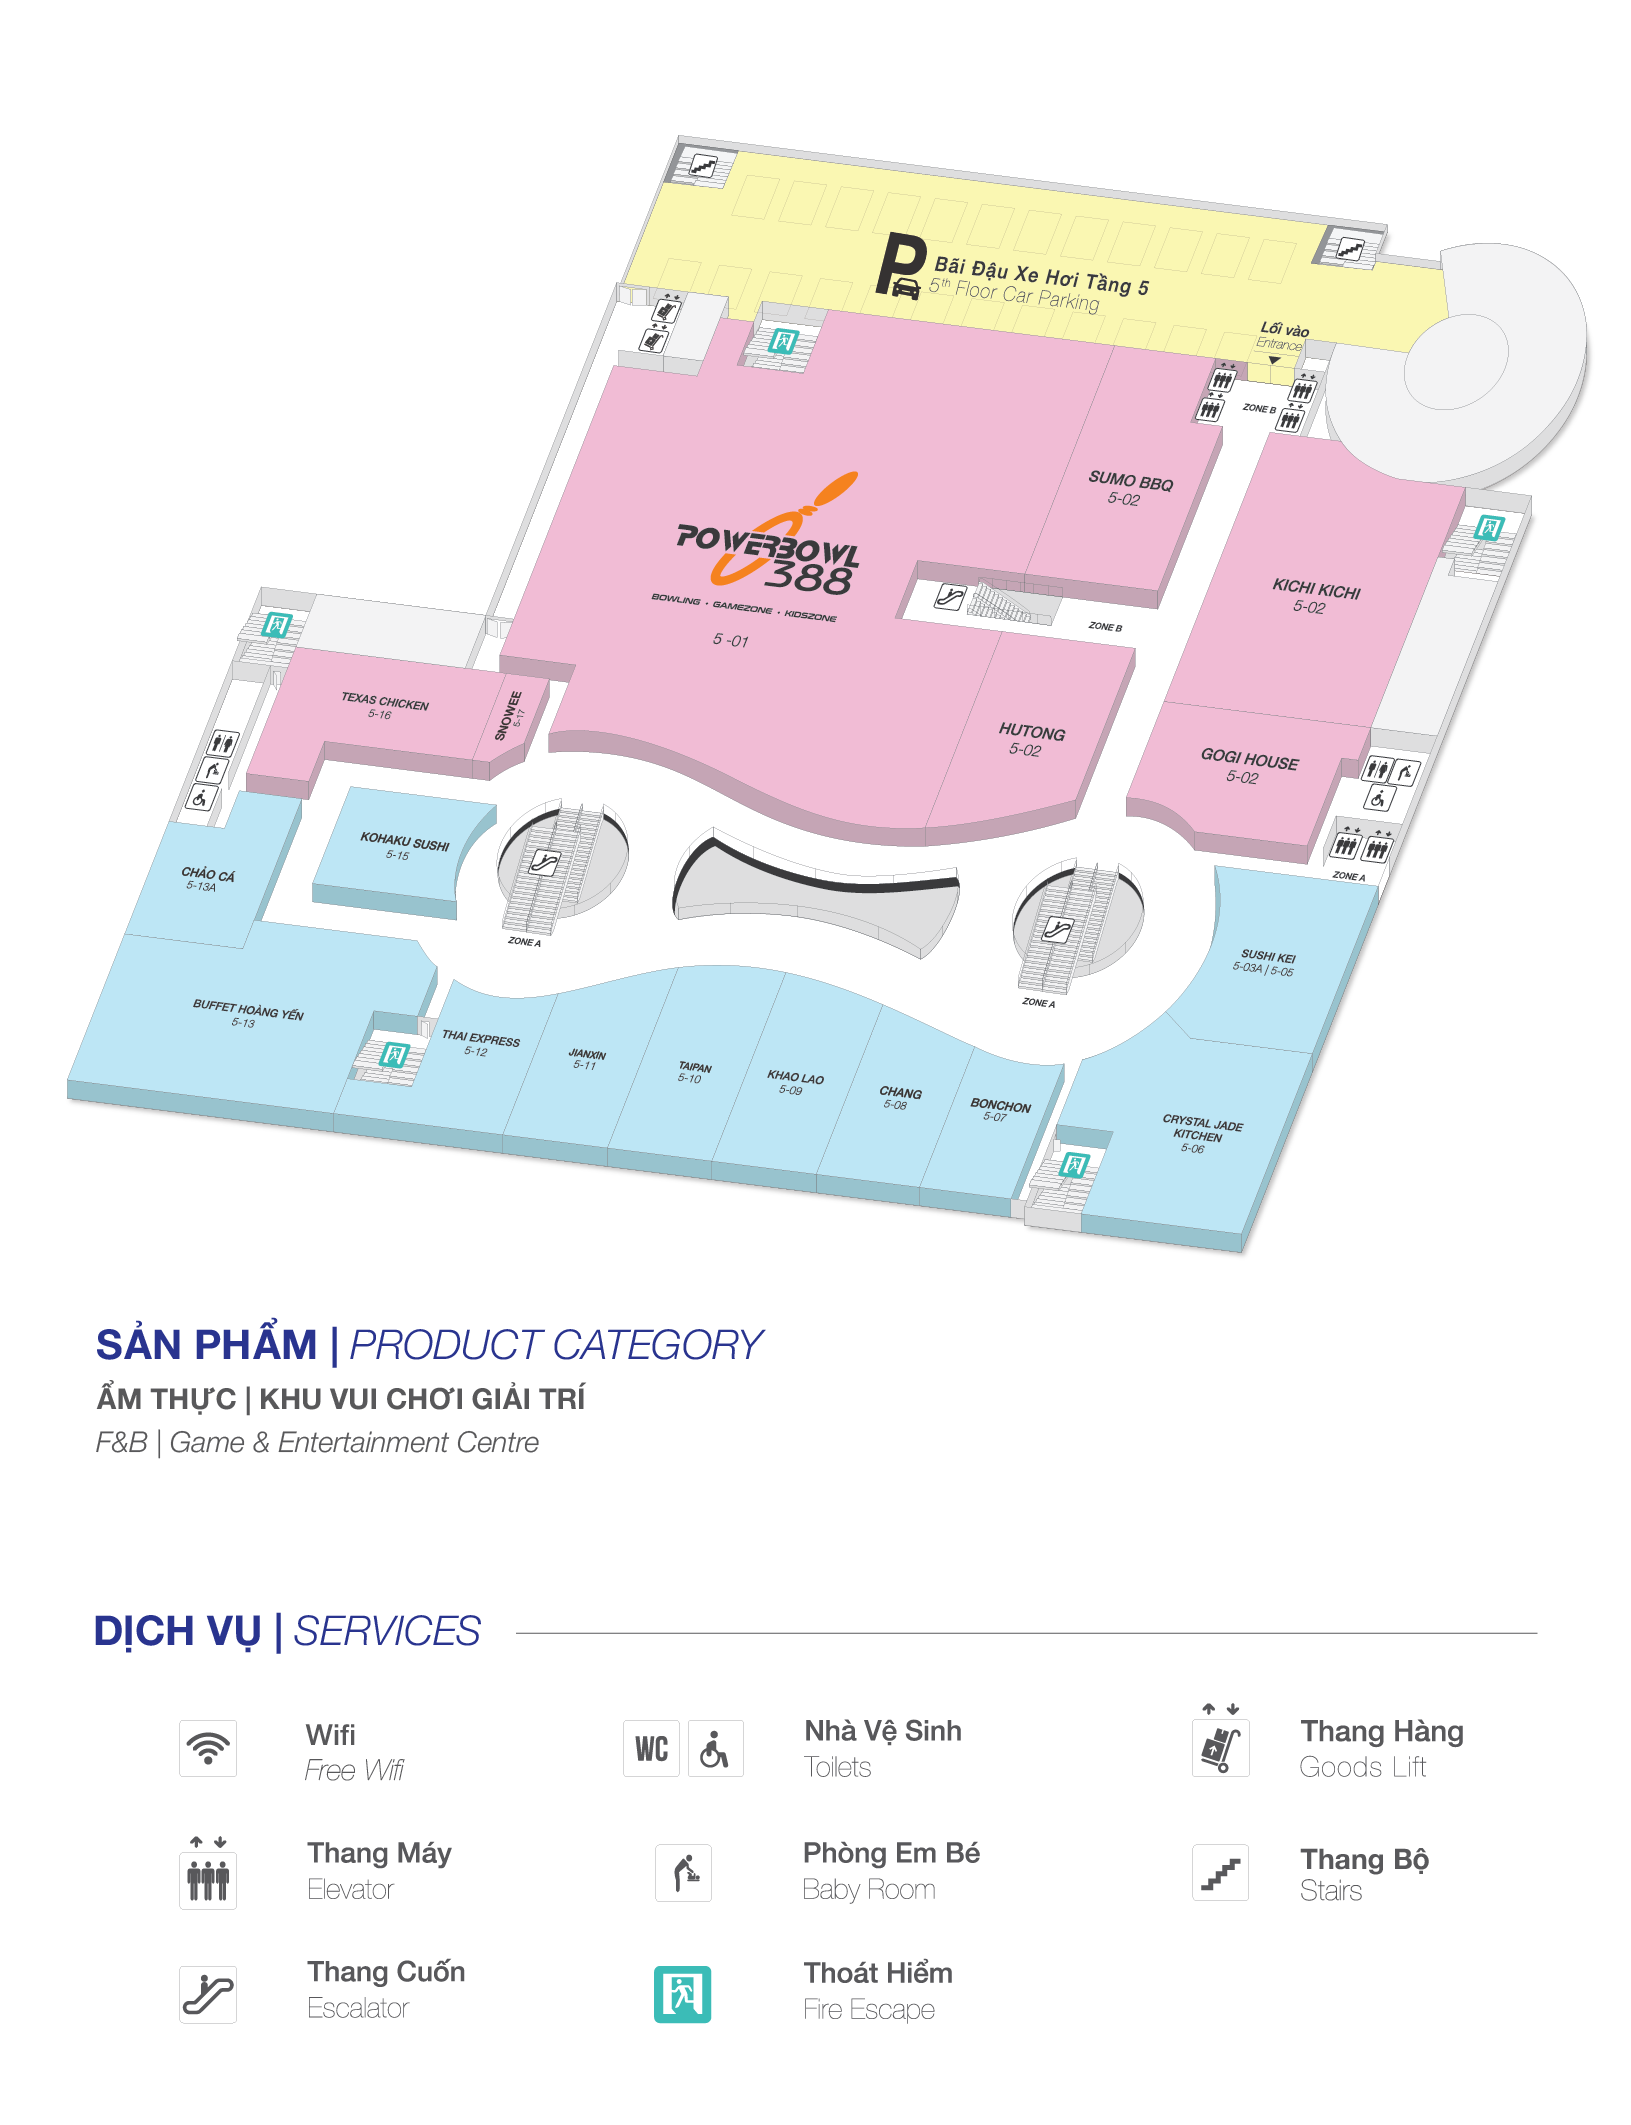 Bãi Đậu Xe Hơi Tầng 5
5th Floor Car Parking
Lối vào
Entrance
ZONE B
SUMO BBQ
5-02
POWERBOWL
388
BOWLING • GAMEZONE • KIDSZONE
5 -01
KICHI KICHI
5-02
ZONE B
TEXAS CHICKEN
5-16
SNOWEE
5-17
HUTONG
5-02
GOGI HOUSE
5-02
KOHAKU SUSHI
5-15
CHẢO CÁ
5-13A
ZONE A
ZONE A
SUSHI KEI
5-03A | 5-05
ZONE A
BUFFET HOÀNG YẾN
5-13
THAI EXPRESS
5-12
JIANXIN
5-11
TAIPAN
5-10
KHAO LAO
5-09
CHANG
5-08
BONCHON
5-07
CRYSTAL JADE
KITCHEN
5-06
SẢN PHẨM | PRODUCT CATEGORY
ẨM THỰC | KHU VUI CHƠI GIẢI TRÍ
F&B | Game & Entertainment Centre
DỊCH VỤ | SERVICES
Wifi
Free Wifi
WC
Nhà Vệ Sinh
Toilets
Thang Hàng
Goods Lift
Thang Máy
Elevator
Phòng Em Bé
Baby Room
Thang Bộ
Stairs
Thang Cuốn
Escalator
Thoát Hiểm
Fire Escape